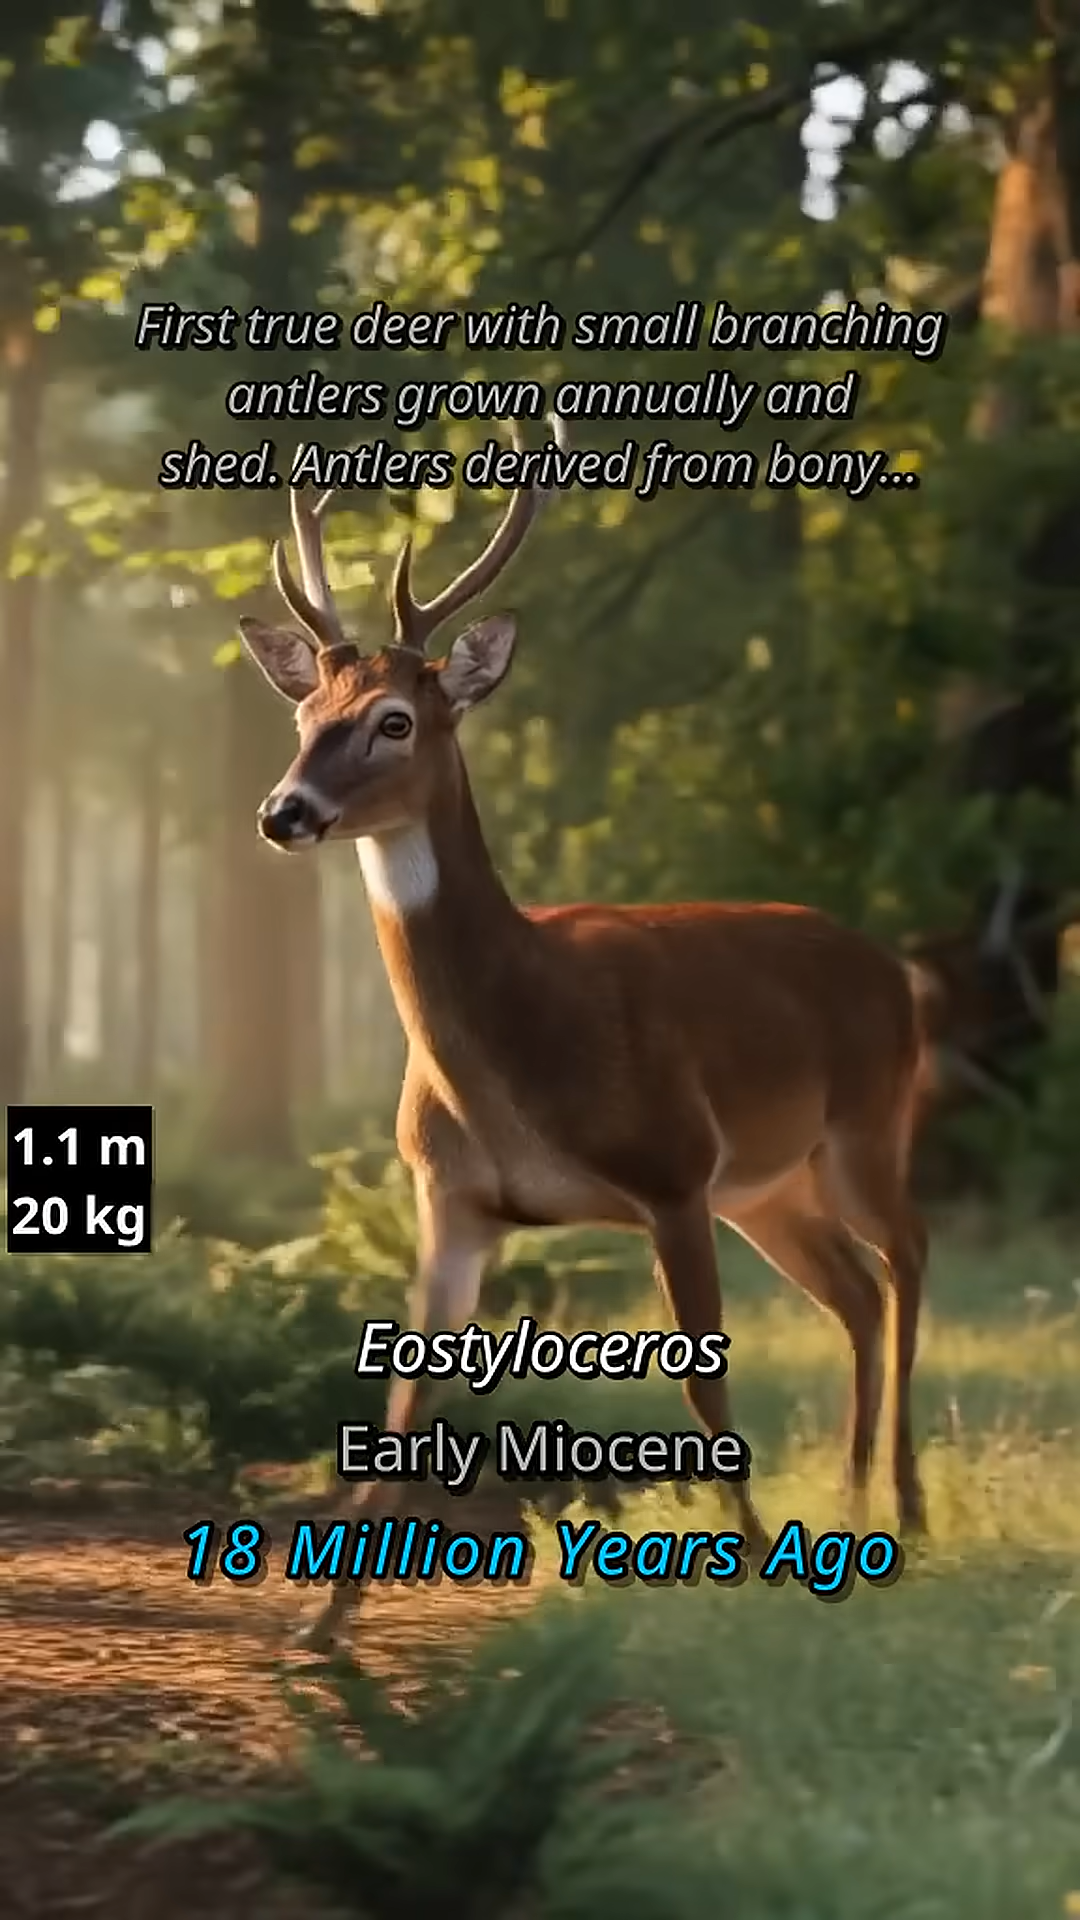 First true deer with small branching
antlers grown annually and
shed. Antlers derived from bony...
1.1 m
20 kg
Eostyloceros
Early Miocene
18 Million Years Ago